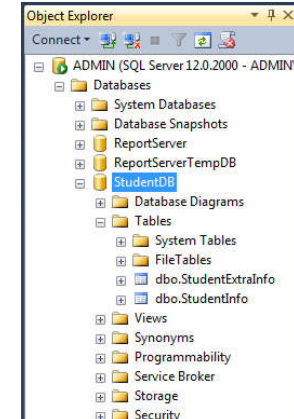 Object Explorer
Connect
ADMIN (SQL Server 12.0.2000 - ADMIN\
Databases
System Databases
Database Snapshots
ReportServer
ReportServerTempDB
StudentDB
Database Diagrams
Tables
System Tables
FileTables
dbo.StudentExtraInfo
dbo.StudentInfo
Views
Synonyms
Programmability
Service Broker
Storage
Security